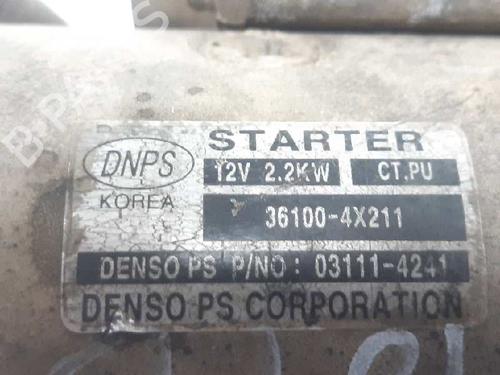 STARTER
DNPS
12V 2.2KW CT.PU
KOREA
36100-4X211
DENSO PS P/NO: 03111-4241
DENSO PS CORPORATION